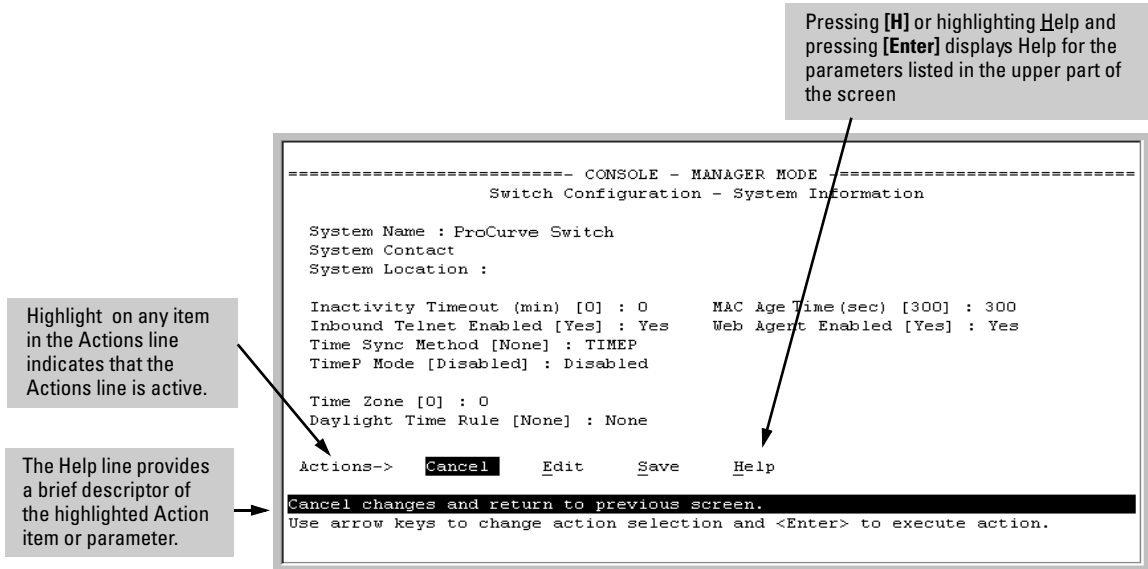 Pressing [H] or highlighting Help and
pressing [Enter] displays Help for the
parameters listed in the upper part of
the screen
==========================- CONSOLE - MANAGER MODE -============================
Switch Configuration - System Information
System Name : ProCurve Switch
System Contact
System Location :
Inactivity Timeout (min) [0] : 0 MAC Age Time (sec) [300] : 300
Inbound Telnet Enabled [Yes] : Yes Web Agent Enabled [Yes] : Yes
Time Sync Method [None] : TIMEP
TimeP Mode [Disabled] : Disabled
Time Zone [0] : 0
Daylight Time Rule [None] : None
Actions-> Cancel Edit Save Help
Cancel changes and return to previous screen.
Use arrow keys to change action selection and <Enter> to execute action.
Highlight on any item
in the Actions line
indicates that the
Actions line is active.
The Help line provides
a brief descriptor of
the highlighted Action
item or parameter.